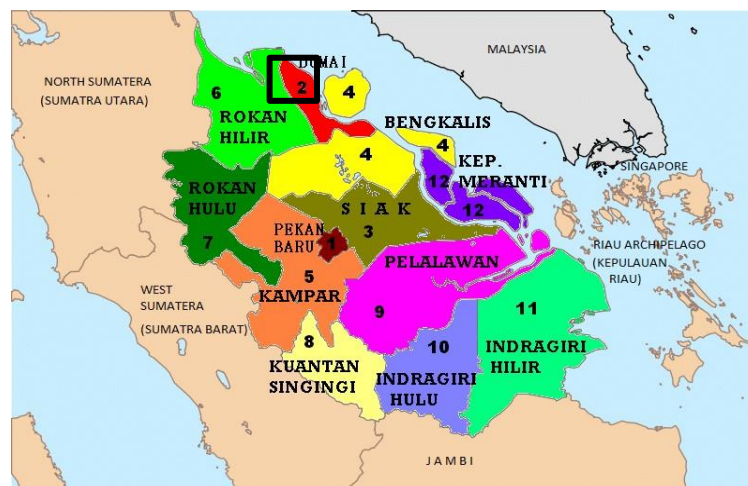 MALAYSIA
DUMAI
NORTH SUMATERA
(SUMATRA UTARA)
6
2
4
ROKAN
HILIR
BENGKALIS
4
4
KEP.
MERANTI
SINGAPORE
ROKAN
HULU
12
12
SIAK
3
PEKAN
BARU
1
7
RIAU ARCHIPELAGO
(KEPULAUAN
RIAU)
PELALAWAN
WEST
SUMATERA
(SUMATRA BARAT)
5
KAMPAR
9
11
8
KUANTAN
SINGINGI
10
INDRAGIRI
HULU
INDRAGIRI
HILIR
JAMBI